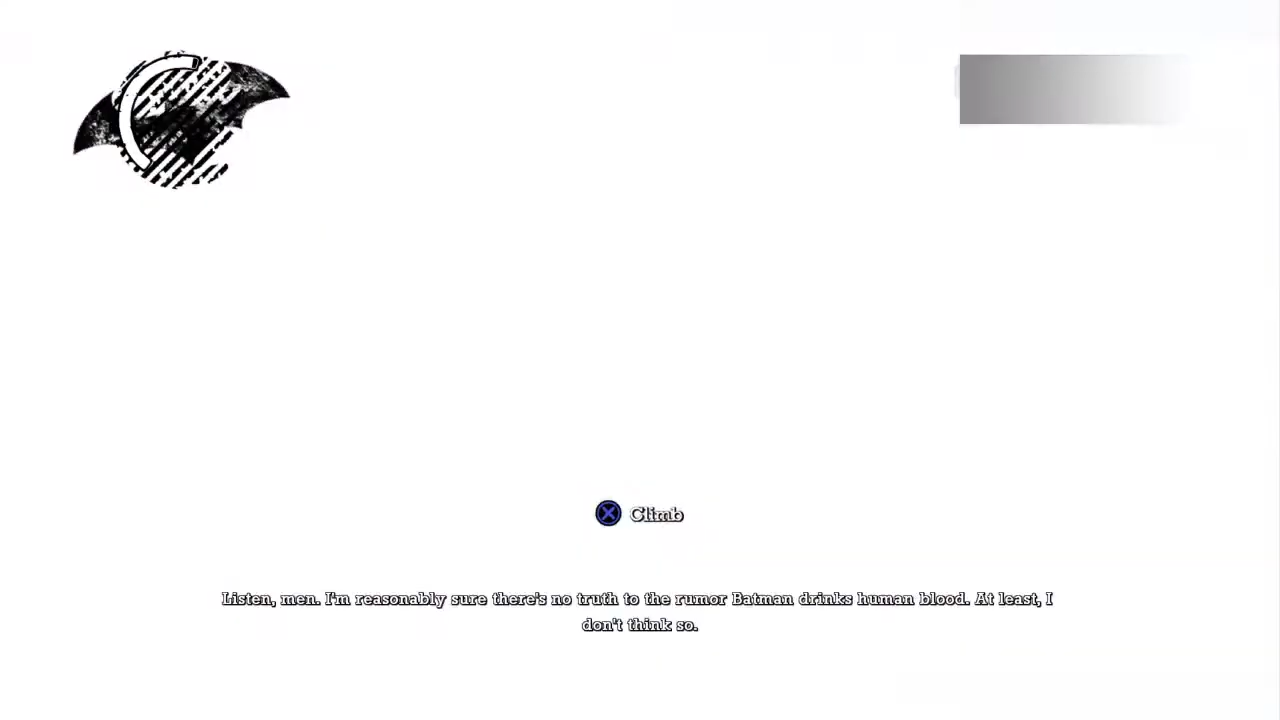 Climb
Listen, men. I'm reasonably sure there's no truth to the rumor Batman drinks human blood. At least, I
don't think so.